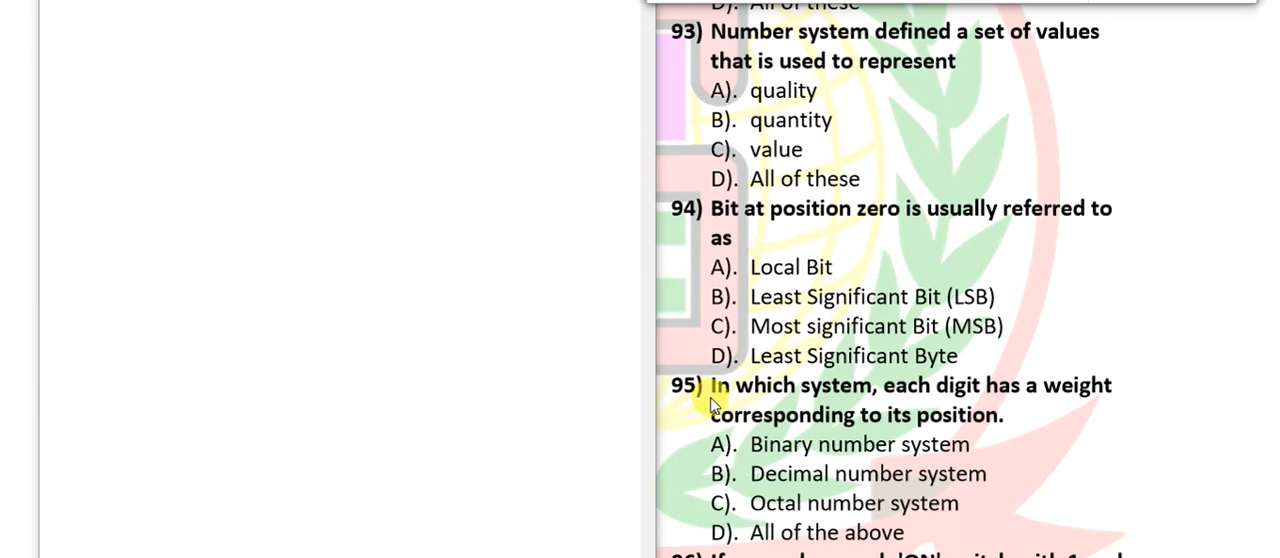 D). All of these
93) Number system defined a set of values
that is used to represent
A). quality
B). quantity
C). value
D). All of these
94) Bit at position zero is usually referred to
as
A). Local Bit
B). Least Significant Bit (LSB)
C). Most significant Bit (MSB)
D). Least Significant Byte
95) In which system, each digit has a weight
corresponding to its position.
A). Binary number system
B). Decimal number system
C). Octal number system
D). All of the above